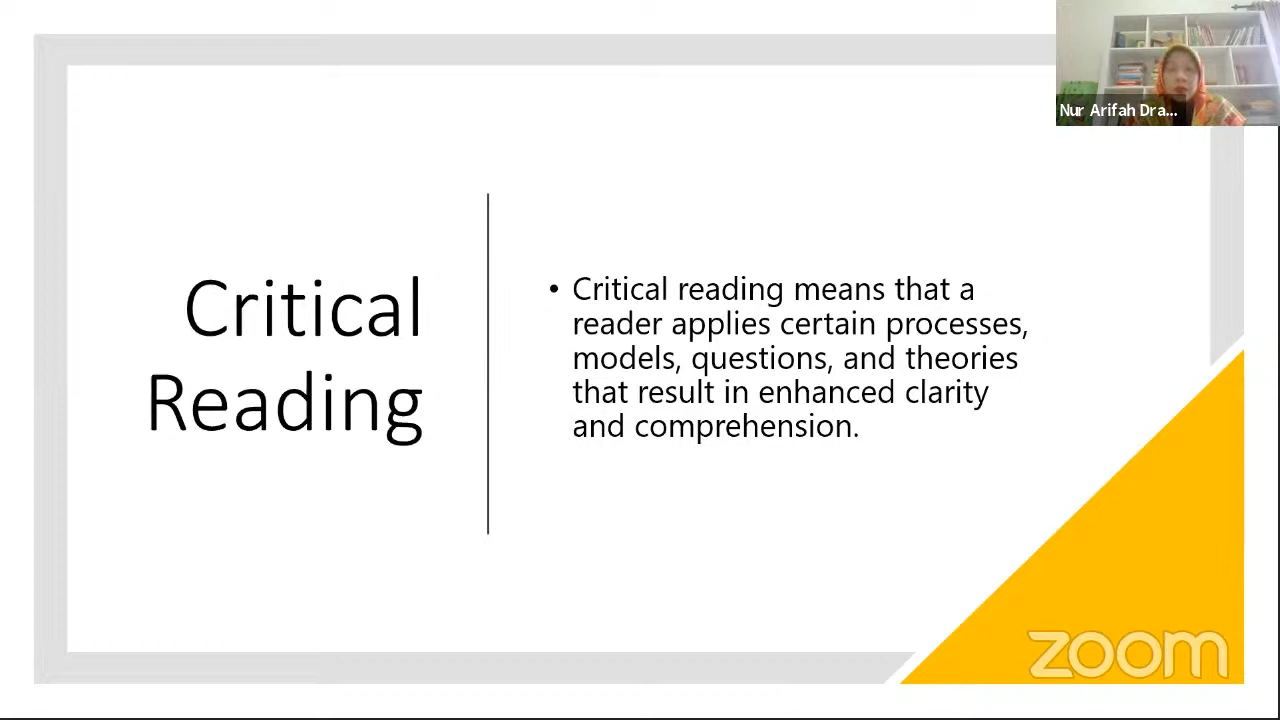 Nur Arifah Dra...
Critical
Reading
• Critical reading means that a
reader applies certain processes,
models, questions, and theories
that result in enhanced clarity
and comprehension.
zoom